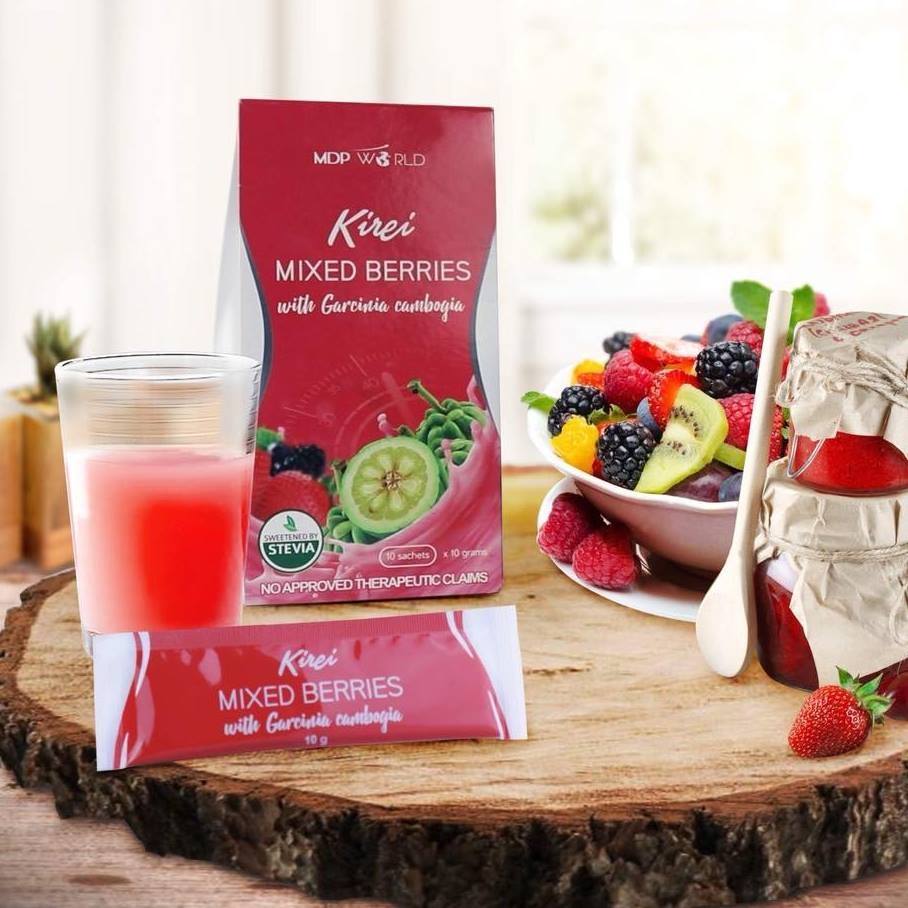 MDP WORLD
Kirei
MIXED BERRIES
with Garcinia cambogia
SWEETENED BY
STEVIA
10 sachets x 10 grams
NO APPROVED THERAPEUTIC CLAIMS
Kirei
MIXED BERRIES
with Garcinia cambogia
10 g